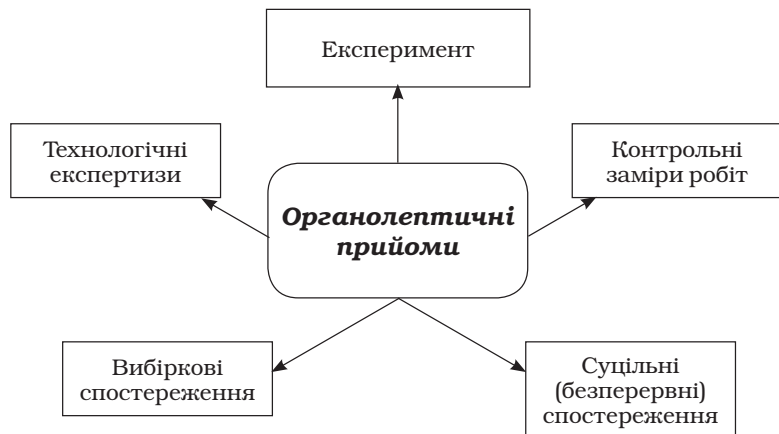 Експеримент
Технологічні
експертизи
Контрольні
заміри робіт
Органолептичні
прийоми
Вибіркові
спостереження
Суцільні
(безперервні)
спостереження